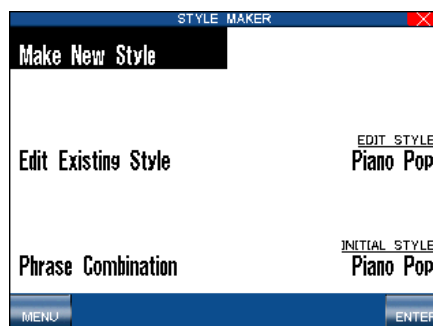 STYLE MAKER
Make New Style
EDIT STYLE
Edit Existing Style Piano Pop
INITIAL STYLE
Phrase Combination Piano Pop
MENU ENTER